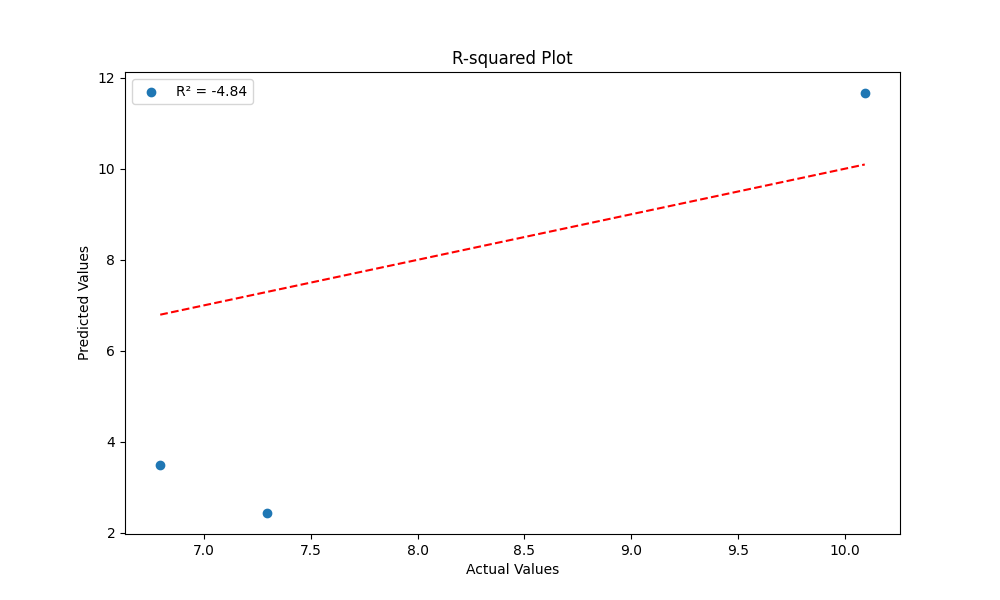 R-squared Plot
R² = -4.84
12
10
8
6
4
2
Predicted Values
7.0 7.5 8.0 8.5 9.0 9.5 10.0
Actual Values